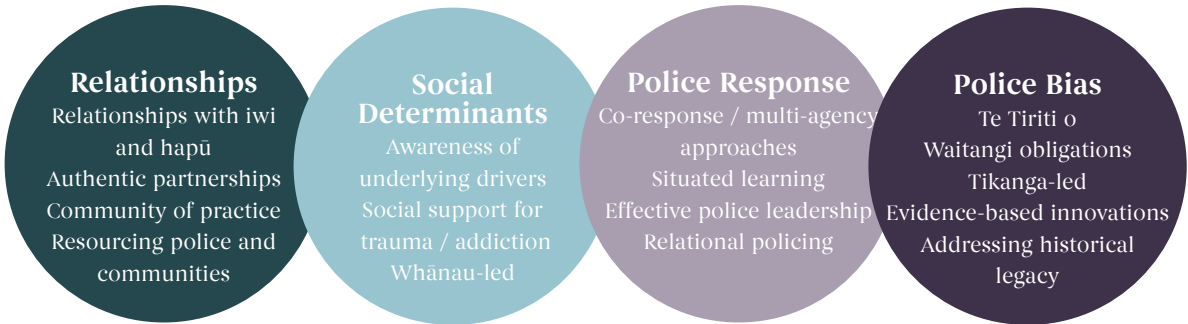 Relationships
Relationships with iwi
and hapū
Authentic partnerships
Community of practice
Resourcing police and
communities
Social
Determinants
Awareness of
underlying drivers
Social support for
trauma / addiction
Whānau-led
Police Response
Co-response / multi-agency
approaches
Situated learning
Effective police leadership
Relational policing
Police Bias
Te Tiriti o
Waitangi obligations
Tikanga-led
Evidence-based innovations
Addressing historical
legacy